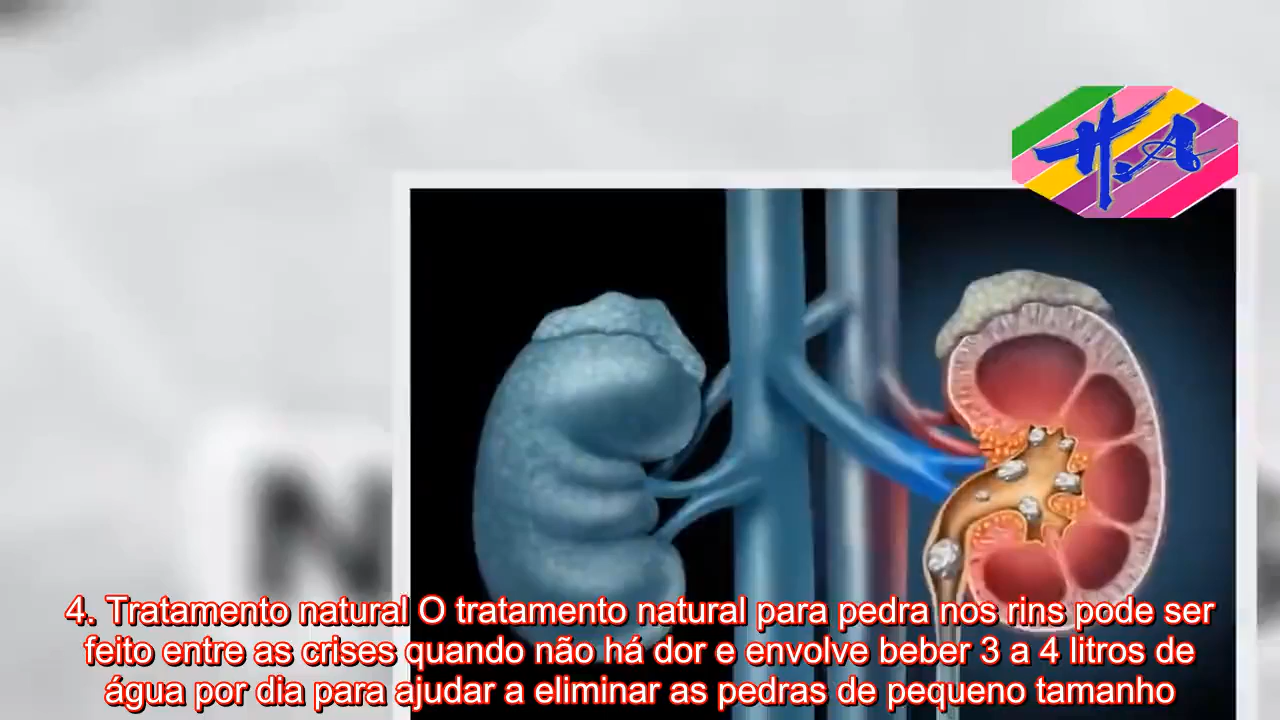 H.A
N
4. Tratamento natural O tratamento natural para pedra nos rins pode ser
feito entre as crises quando não há dor e envolve beber 3 a 4 litros de
água por dia para ajudar a eliminar as pedras de pequeno tamanho